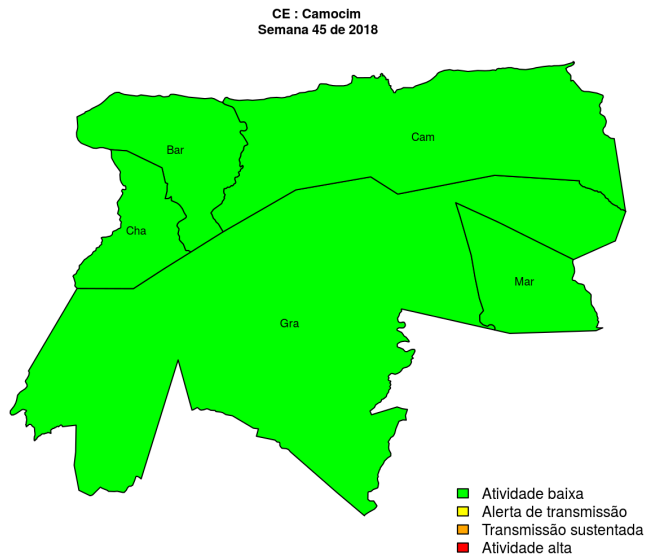 CE : Camocim
Semana 45 de 2018
Cam
Bar
Cha
Mar
Gra
Atividade baixa
Alerta de transmissão
Transmissão sustentada
Atividade alta